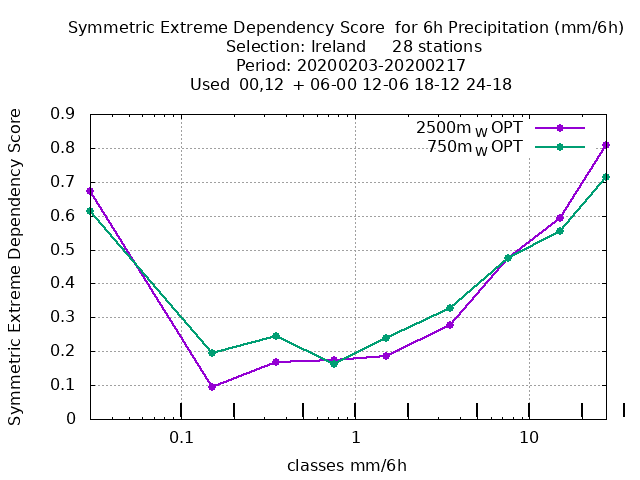 Symmetric Extreme Dependency Score for 6h Precipitation (mm/6h)
Selection: Ireland 28 stations
Period: 20200203-20200217
Used 00,12 + 06-00 12-06 18-12 24-18
Symmetric Extreme Dependency Score
0.9
0.8
0.7
0.6
0.5
0.4
0.3
0.2
0.1
0
2500m W OPT
750m W OPT
0.1
1
10
classes mm/6h